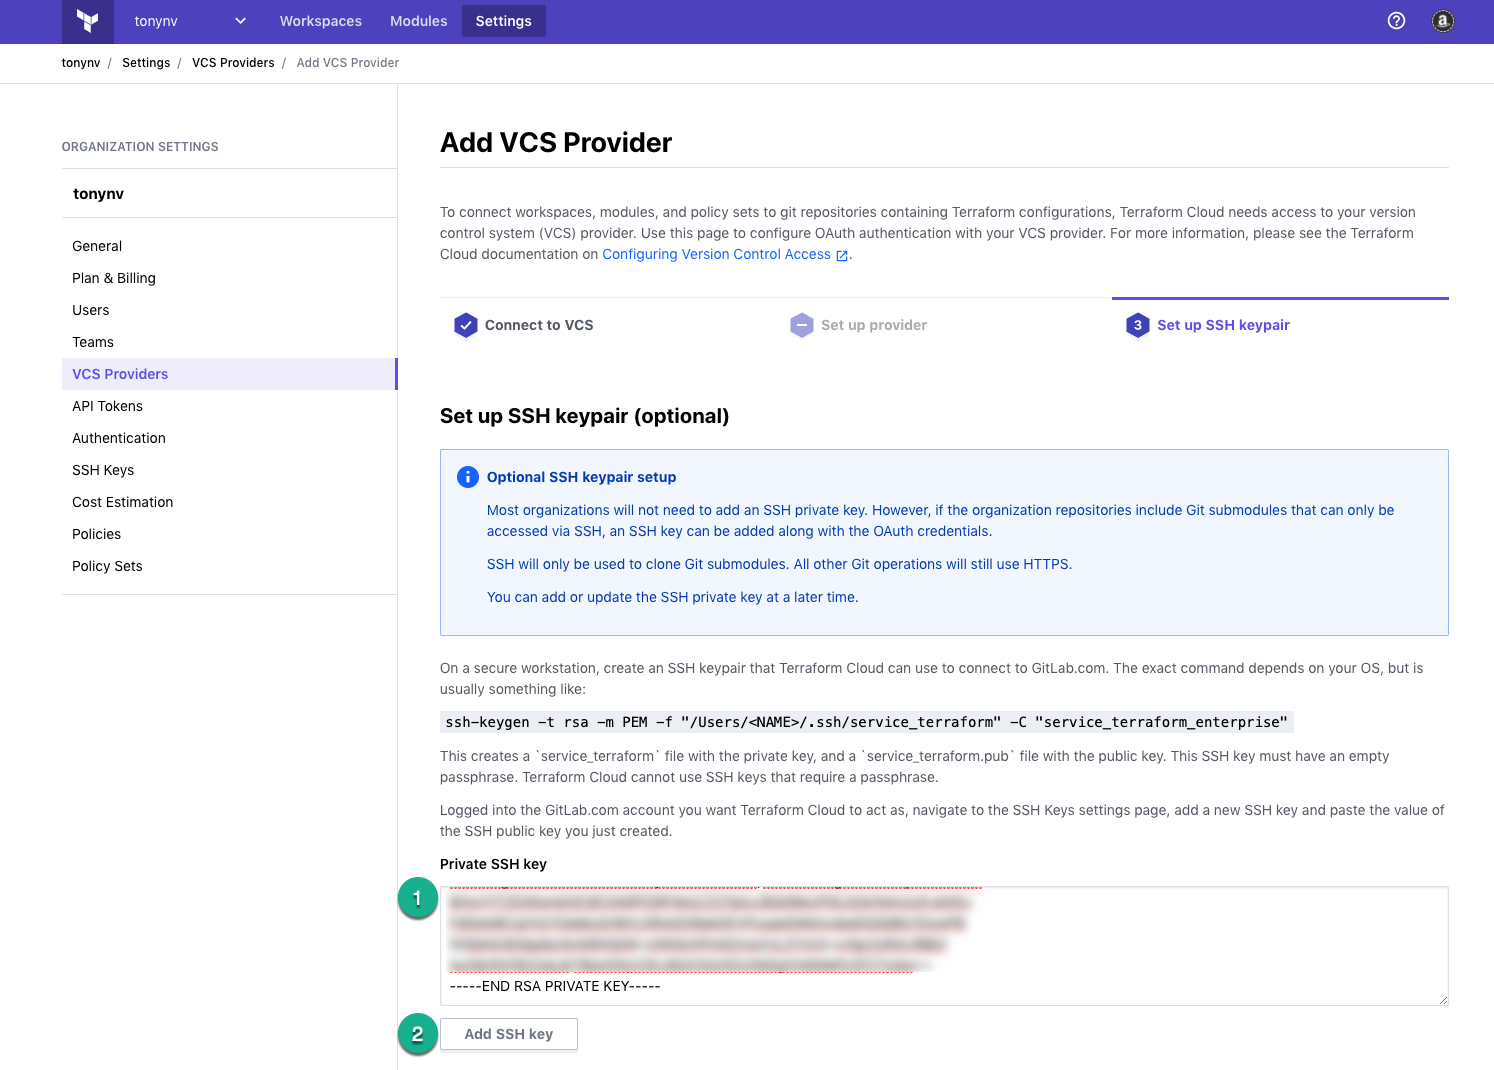 tonynv
Workspaces
Modules
Settings
a
tonynv / Settings / VCS Providers / Add VCS Provider
ORGANIZATION SETTINGS
tonynv
General
Plan & Billing
Users
Teams
VCS Providers
API Tokens
Authentication
SSH Keys
Cost Estimation
Policies
Policy Sets
Add VCS Provider
To connect workspaces, modules, and policy sets to git repositories containing Terraform configurations, Terraform Cloud needs access to your version
control system (VCS) provider. Use this page to configure OAuth authentication with your VCS provider. For more information, please see the Terraform
Cloud documentation on Configuring Version Control Access.
Connect to VCS
Set up provider
3 Set up SSH keypair
Set up SSH keypair (optional)
Optional SSH keypair setup
Most organizations will not need to add an SSH private key. However, if the organization repositories include Git submodules that can only be
accessed via SSH, an SSH key can be added along with the OAuth credentials.
SSH will only be used to clone Git submodules. All other Git operations will still use HTTPS.
You can add or update the SSH private key at a later time.
On a secure workstation, create an SSH keypair that Terraform Cloud can use to connect to GitLab.com. The exact command depends on your OS, but is
usually something like:
ssh-keygen -t rsa -m PEM -f "/Users/<NAME>/.ssh/service_terraform" -C "service_terraform_enterprise"
This creates a `service_terraform` file with the private key, and a `service_terraform.pub` file with the public key. This SSH key must have an empty
passphrase. Terraform Cloud cannot use SSH keys that require a passphrase.
Logged into the GitLab.com account you want Terraform Cloud to act as, navigate to the SSH Keys settings page, add a new SSH key and paste the value of
the SSH public key you just created.
Private SSH key
1
-----END RSA PRIVATE KEY-----
2
Add SSH key